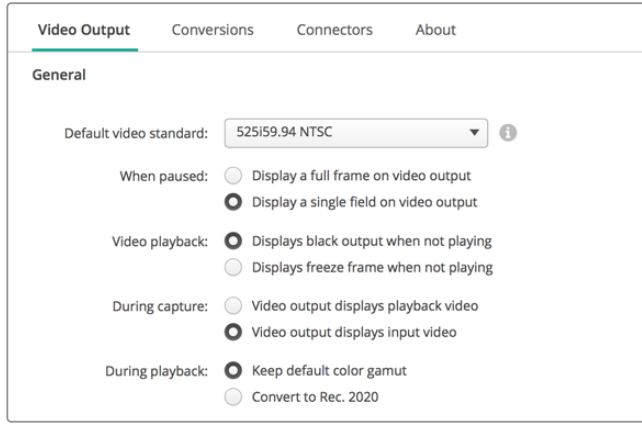 Video Output Conversions Connectors About
General
Default video standard: 525i59.94 NTSC i
When paused: Display a full frame on video output
Display a single field on video output
Video playback: Displays black output when not playing
Displays freeze frame when not playing
During capture: Video output displays playback video
Video output displays input video
During playback: Keep default color gamut
Convert to Rec. 2020